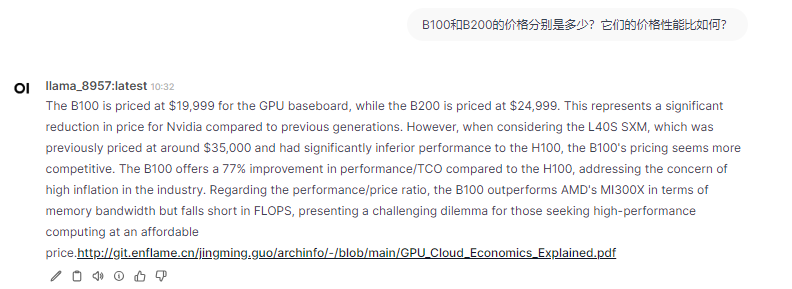 B100和B200的价格分别是多少？它们的价格性能比如何？
OI llama_8957:latest 10:32
The B100 is priced at $19,999 for the GPU baseboard, while the B200 is priced at $24,999. This represents a significant
reduction in price for Nvidia compared to previous generations. However, when considering the L40S SXM, which was
previously priced at around $35,000 and had significantly inferior performance to the H100, the B100's pricing seems more
competitive. The B100 offers a 77% improvement in performance/TCO compared to the H100, addressing the concern of
high inflation in the industry. Regarding the performance/price ratio, the B100 outperforms AMD's MI300X in terms of
memory bandwidth but falls short in FLOPS, presenting a challenging dilemma for those seeking high-performance
computing at an affordable
price.http://git.enflame.cn/jingming.guo/archinfo/-/blob/main/GPU_Cloud_Economics_Explained.pdf